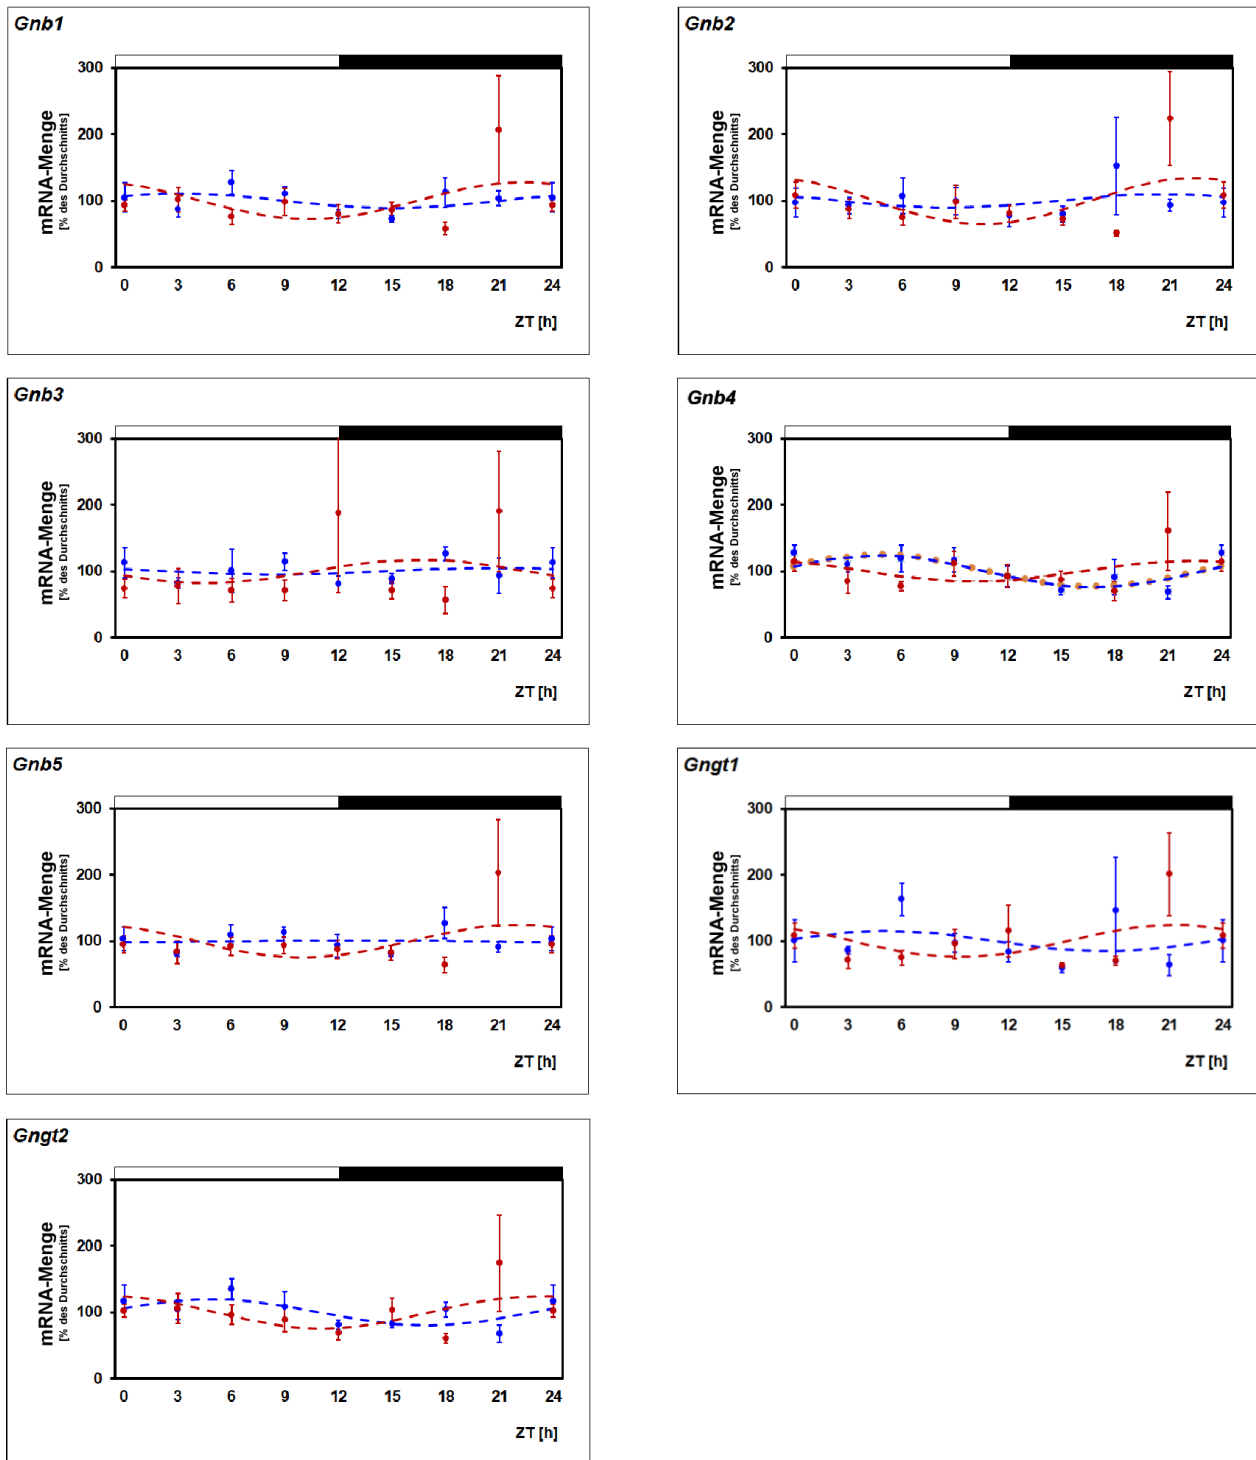 Gnb1
300
200
100
0
mRNA-Menge
[% des Durchschnitts]
0 3 6 9 12 15 18 21 24
ZT [h]
Gnb2
300
200
100
0
mRNA-Menge
[% des Durchschnitts]
0 3 6 9 12 15 18 21 24
ZT [h]
Gnb3
300
200
100
0
mRNA-Menge
[% des Durchschnitts]
0 3 6 9 12 15 18 21 24
ZT [h]
Gnb4
300
200
100
0
mRNA-Menge
[% des Durchschnitts]
0 3 6 9 12 15 18 21 24
ZT [h]
Gnb5
300
200
100
0
mRNA-Menge
[% des Durchschnitts]
0 3 6 9 12 15 18 21 24
ZT [h]
Gngt1
300
200
100
0
mRNA-Menge
[% des Durchschnitts]
0 3 6 9 12 15 18 21 24
ZT [h]
Gngt2
300
200
100
0
mRNA-Menge
[% des Durchschnitts]
0 3 6 9 12 15 18 21 24
ZT [h]